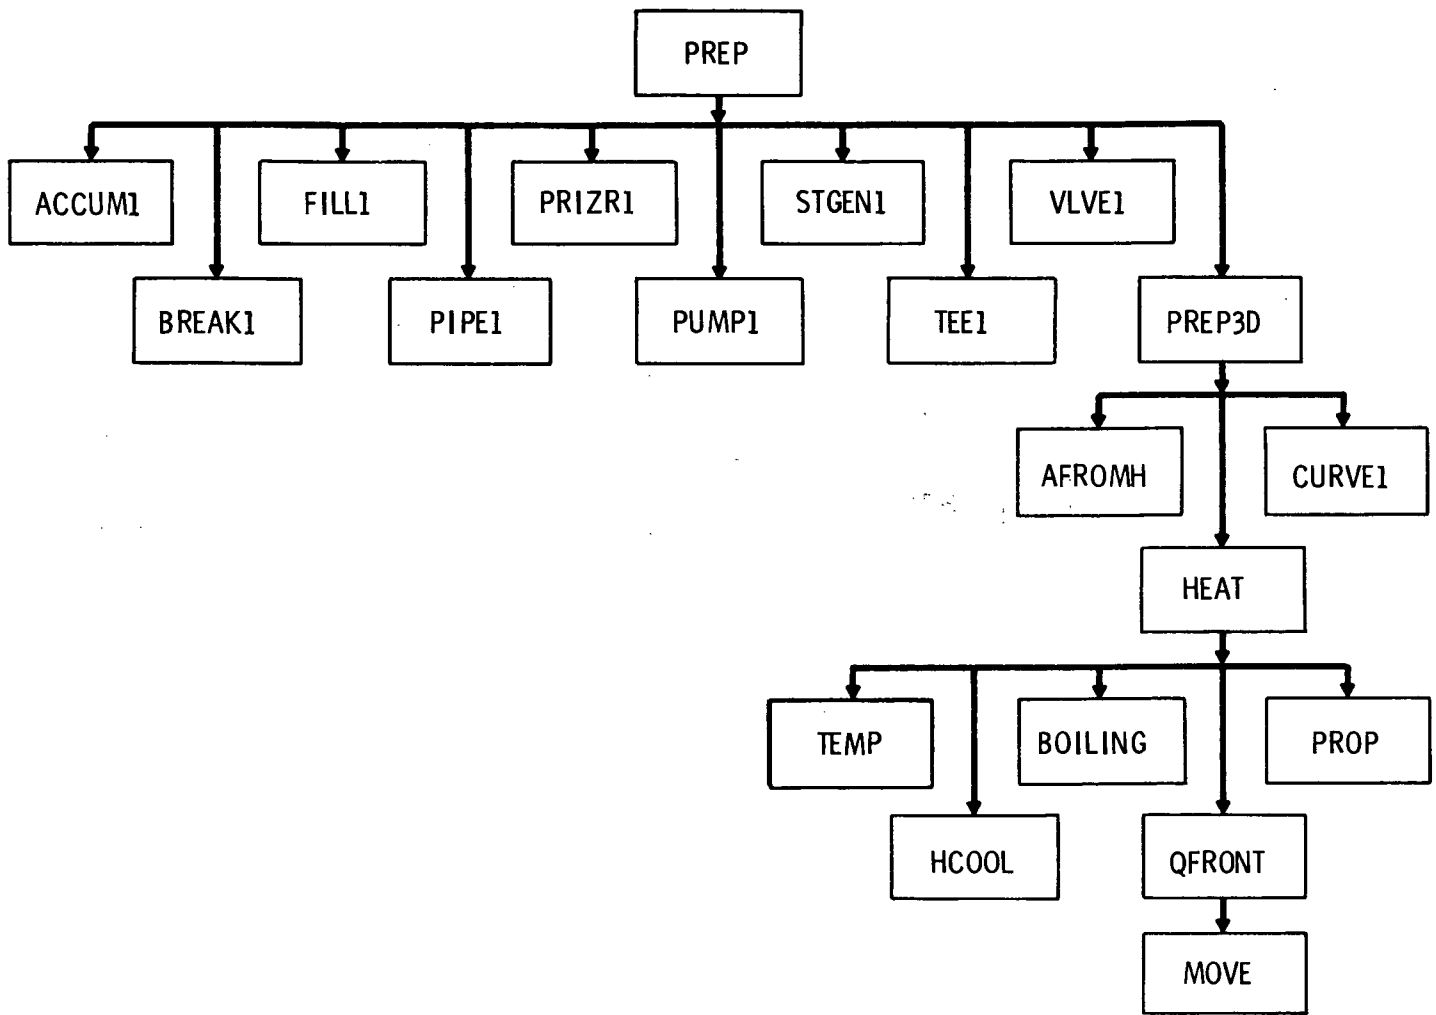 PREP
ACCUM1
FILL1
PRIZR1
STGEN1
VLVE1
BREAK1
PIPE1
PUMP1
TEE1
PREP3D
AFROMH
CURVE1
HEAT
TEMP
BOILING
PROP
HCOOL
QFRONT
MOVE